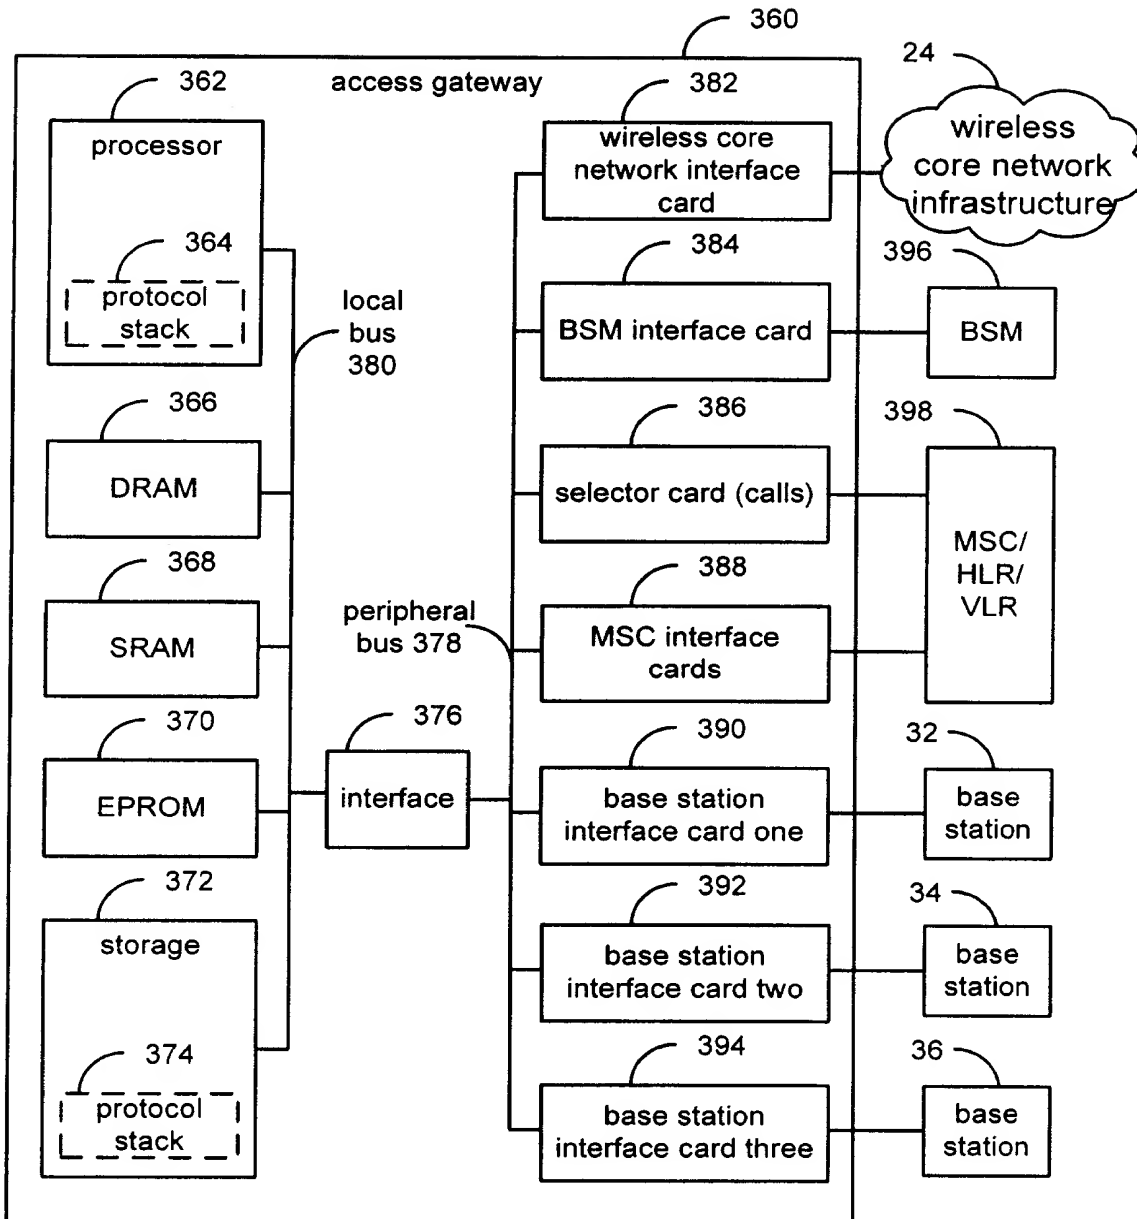 360
access gateway
362
processor
364
protocol
stack
366
DRAM
368
SRAM
370
EPROM
372
storage
374
protocol
stack
local
bus
380
376
interface
peripheral
bus 378
382
wireless core
network interface
card
384
BSM interface card
386
selector card (calls)
388
MSC interface
cards
390
base station
interface card one
392
base station
interface card two
394
base station
interface card three
24
wireless
core network
infrastructure
396
BSM
398
MSC/
HLR/
VLR
32
base
station
34
base
station
36
base
station